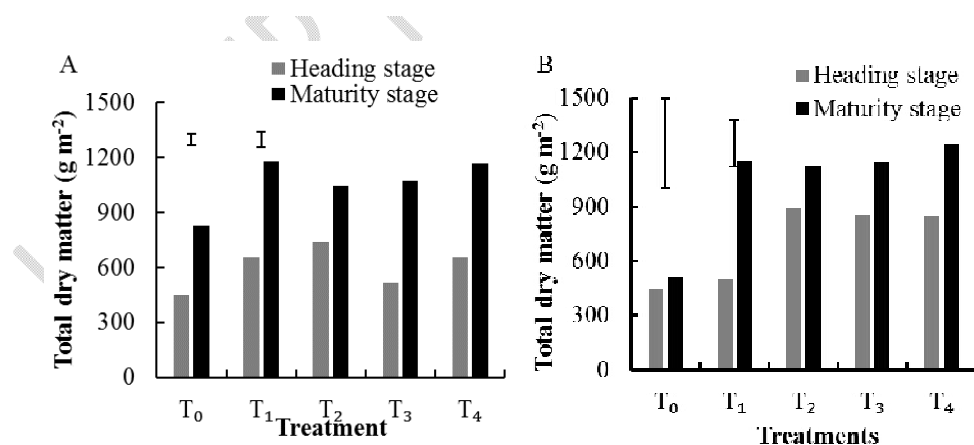 A
Heading stage
Maturity stage
Total dry matter (g m⁻²)
1500
1200
900
600
300
0
T₀ T₁ T₂ T₃ T₄
Treatment
B
Heading stage
Maturity stage
Total dry matter (g m⁻²)
1500
1200
900
600
300
0
T₀ T₁ T₂ T₃ T₄
Treatments